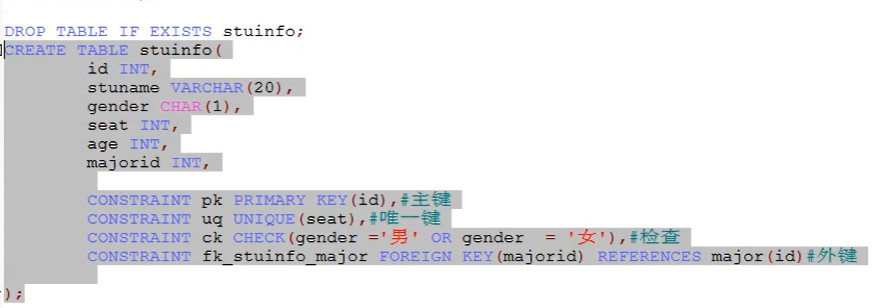 DROP TABLE IF EXISTS stuinfo;
CREATE TABLE stuinfo(
id INT,
stuname VARCHAR(20),
gender CHAR(1),
seat INT,
age INT,
majorid INT,
CONSTRAINT pk PRIMARY KEY(id),#主键
CONSTRAINT uq UNIQUE(seat),#唯一键
CONSTRAINT ck CHECK(gender ='男' OR gender  = '女'),#检查
CONSTRAINT fk_stuinfo_major FOREIGN KEY(majorid) REFERENCES major(id)#外键
);